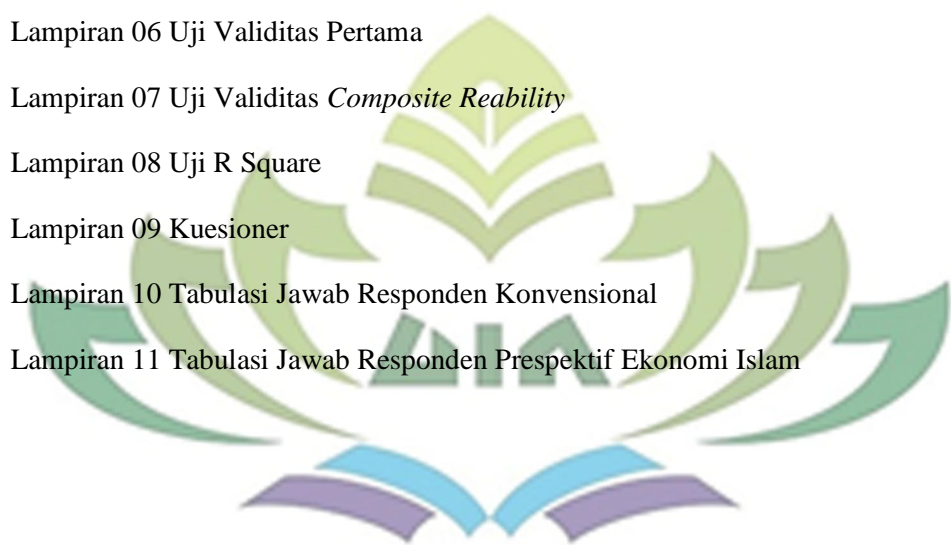 Lampiran 06 Uji Validitas Pertama
Lampiran 07 Uji Validitas Composite Reability
Lampiran 08 Uji R Square
Lampiran 09 Kuesioner
Lampiran 10 Tabulasi Jawab Responden Konvensional
Lampiran 11 Tabulasi Jawab Responden Prespektif Ekonomi Islam
UIN